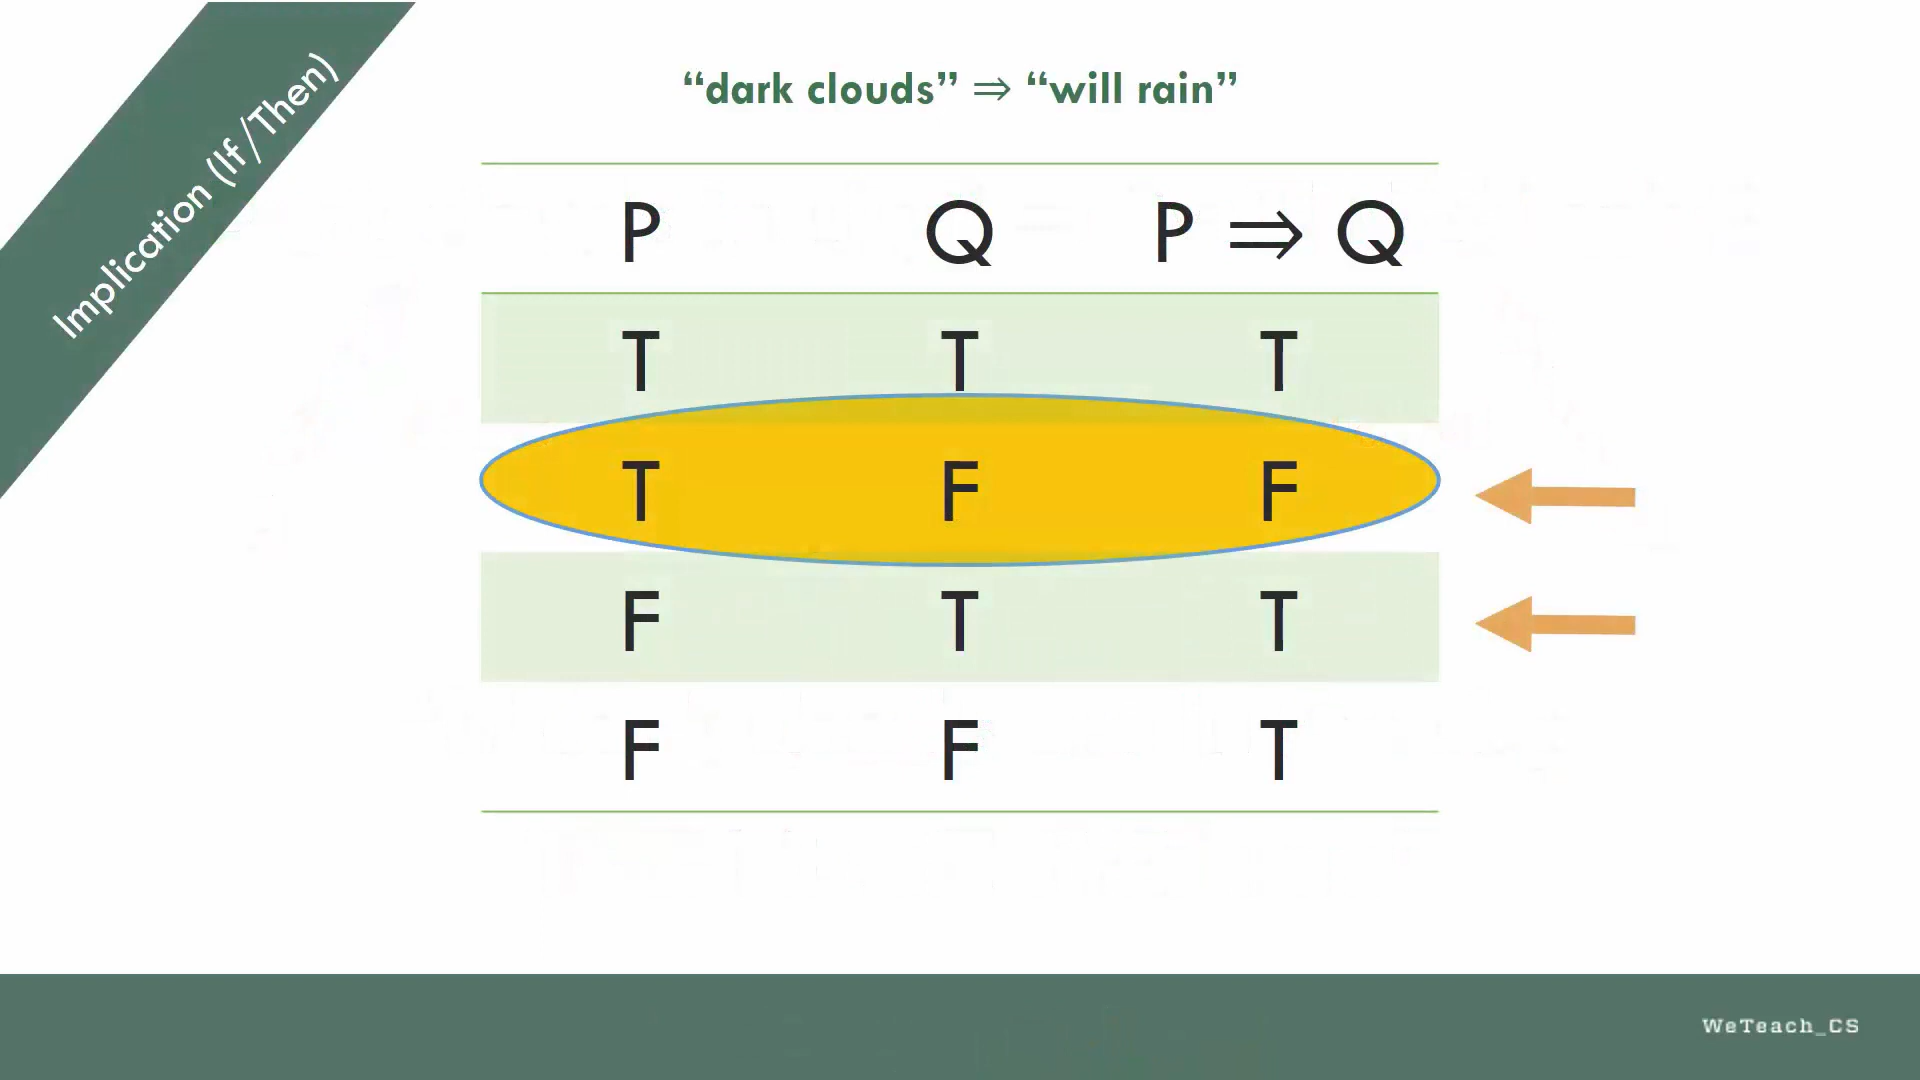 Implication (If/Then)
“dark clouds” ⇒ “will rain”
P Q P ⇒ Q
T T T
T F F
F T T
F F T
WeTeach_CS